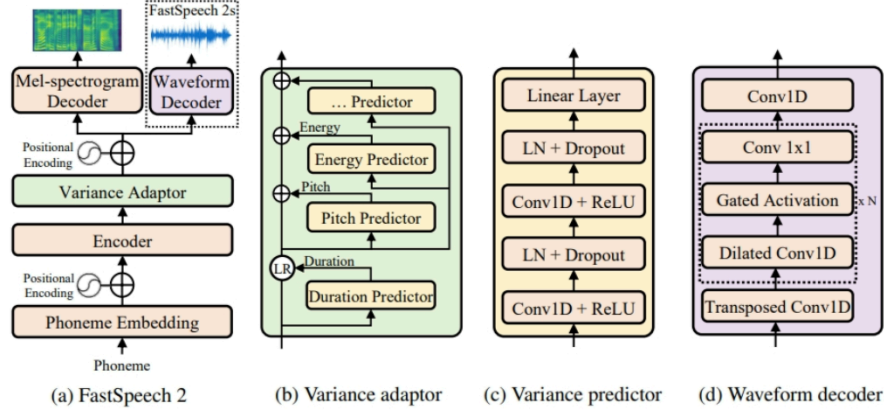 FastSpeech 2s
Mel-spectrogram
Decoder
Waveform
Decoder
Positional
Encoding
Variance Adaptor
Encoder
Positional
Encoding
Phoneme Embedding
Phoneme
(a) FastSpeech 2
... Predictor
Energy
Energy Predictor
Pitch
Pitch Predictor
LR
Duration
Duration Predictor
(b) Variance adaptor
Linear Layer
LN + Dropout
Conv1D + ReLU
LN + Dropout
Conv1D + ReLU
(c) Variance predictor
Conv1D
Conv 1x1
Gated Activation
x N
Dilated Conv1D
Transposed Conv1D
(d) Waveform decoder